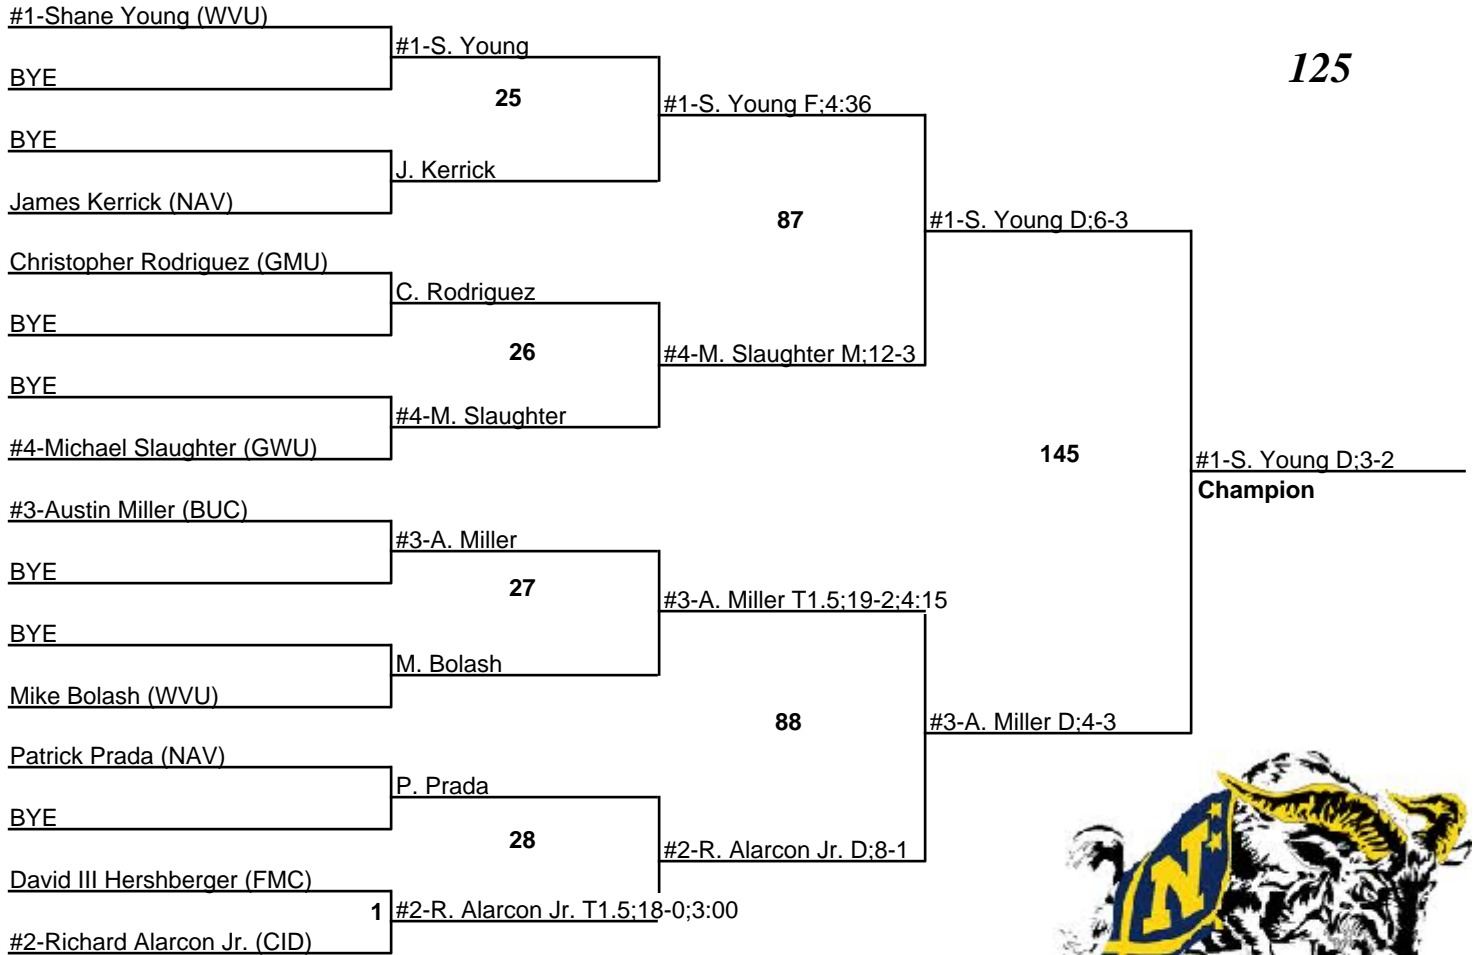 #1-Shane Young (WVU)
#1-S. Young
125
BYE
25
#1-S. Young F;4:36
BYE
J. Kerrick
James Kerrick (NAV)
87
#1-S. Young D;6-3
Christopher Rodriguez (GMU)
C. Rodriguez
BYE
26
#4-M. Slaughter M;12-3
BYE
#4-M. Slaughter
#4-Michael Slaughter (GWU)
145
#1-S. Young D;3-2
Champion
#3-Austin Miller (BUC)
#3-A. Miller
BYE
27
#3-A. Miller T1.5;19-2;4:15
BYE
M. Bolash
Mike Bolash (WVU)
88
#3-A. Miller D;4-3
Patrick Prada (NAV)
P. Prada
BYE
28
#2-R. Alarcon Jr. D;8-1
David III Hershberger (FMC)
1
#2-R. Alarcon Jr. T1.5;18-0;3:00
#2-Richard Alarcon Jr. (CID)
N